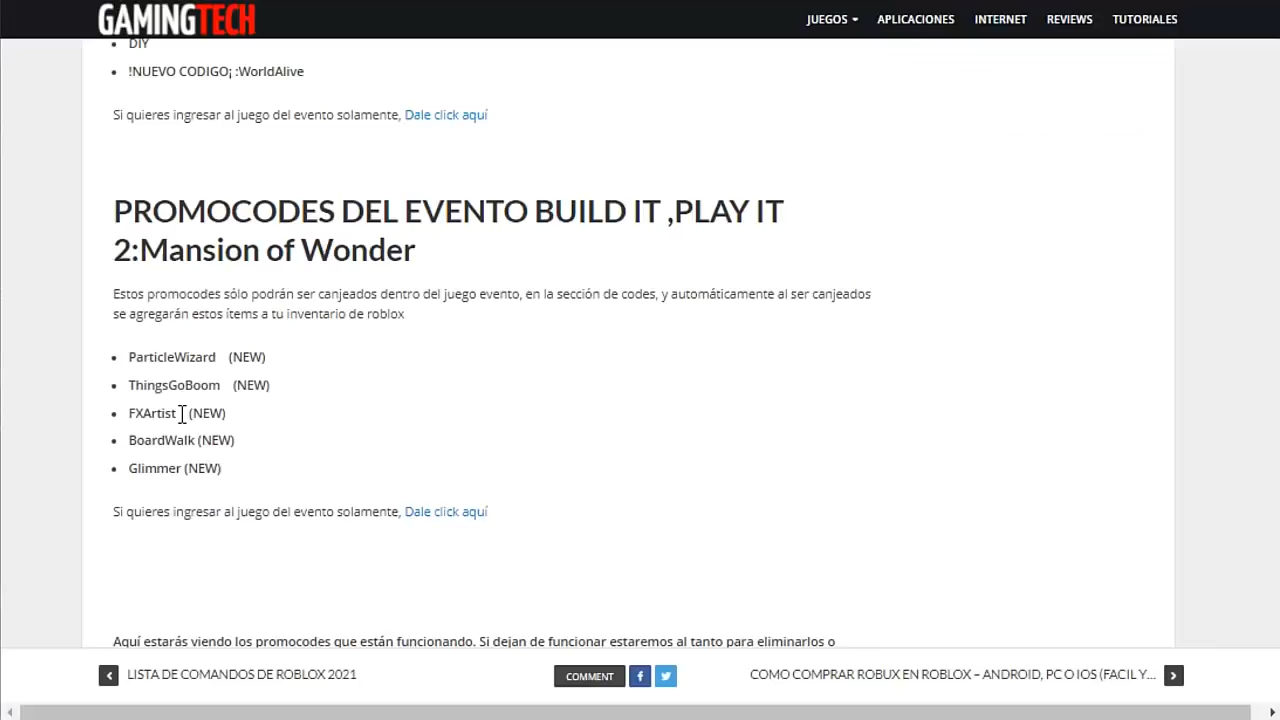 GAMINGTECH
JUEGOS APLICACIONES INTERNET REVIEWS TUTORIALES
DIY
!NUEVO CODIGO¡ :WorldAlive
Si quieres ingresar al juego del evento solamente, Dale click aquí
PROMOCODES DEL EVENTO BUILD IT ,PLAY IT
2:Mansion of Wonder
Estos promocodes sólo podrán ser canjeados dentro del juego evento, en la sección de codes, y automáticamente al ser canjeados
se agregarán estos ítems a tu inventario de roblox
ParticleWizard (NEW)
ThingsGoBoom (NEW)
FXArtist (NEW)
BoardWalk (NEW)
Glimmer (NEW)
Si quieres ingresar al juego del evento solamente, Dale click aquí
Aquí estarás viendo los promocodes que están funcionando. Si dejan de funcionar estaremos al tanto para eliminarlos o
LISTA DE COMANDOS DE ROBLOX 2021
COMMENT
COMO COMPRAR ROBUX EN ROBLOX – ANDROID, PC O IOS (FACIL Y...